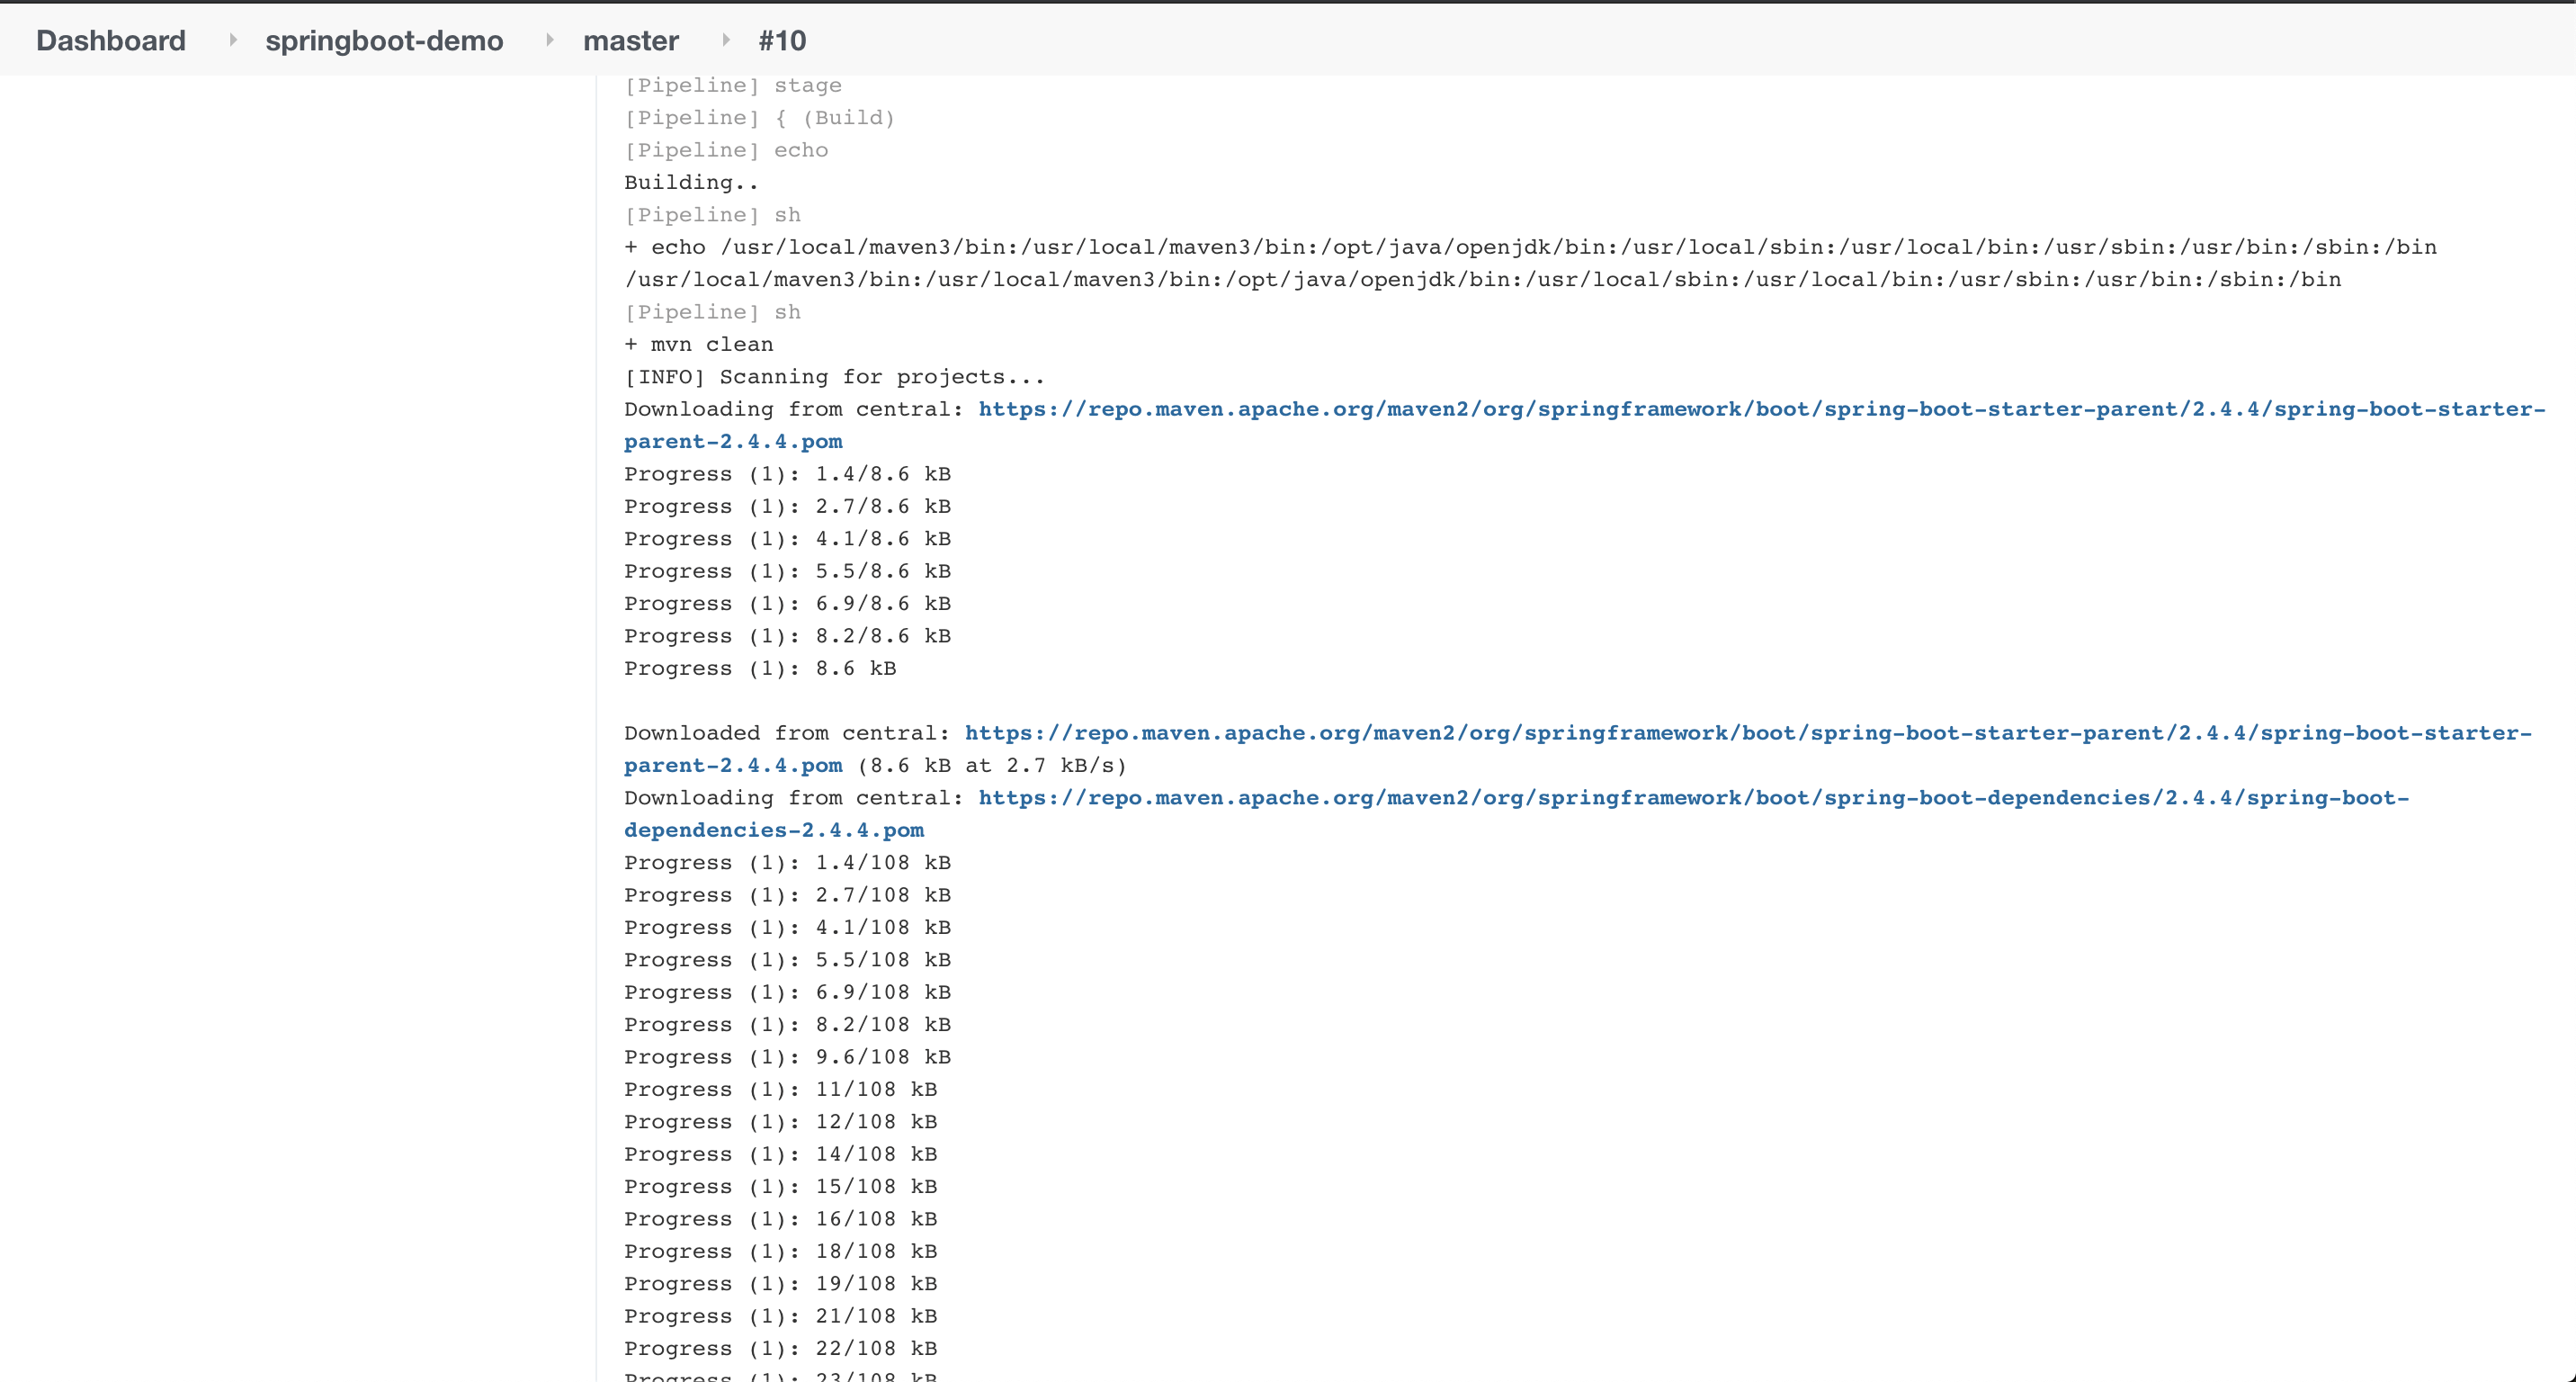 Dashboard springboot-demo master #10
[Pipeline] stage
[Pipeline] { (Build)
[Pipeline] echo
Building..
[Pipeline] sh
+ echo /usr/local/maven3/bin:/usr/local/maven3/bin:/opt/java/openjdk/bin:/usr/local/sbin:/usr/local/bin:/usr/sbin:/usr/bin:/sbin:/bin
/usr/local/maven3/bin:/usr/local/maven3/bin:/opt/java/openjdk/bin:/usr/local/sbin:/usr/local/bin:/usr/sbin:/usr/bin:/sbin:/bin
[Pipeline] sh
+ mvn clean
[INFO] Scanning for projects...
Downloading from central: https://repo.maven.apache.org/maven2/org/springframework/boot/spring-boot-starter-parent/2.4.4/spring-boot-starter-
parent-2.4.4.pom
Progress (1): 1.4/8.6 kB
Progress (1): 2.7/8.6 kB
Progress (1): 4.1/8.6 kB
Progress (1): 5.5/8.6 kB
Progress (1): 6.9/8.6 kB
Progress (1): 8.2/8.6 kB
Progress (1): 8.6 kB
Downloaded from central: https://repo.maven.apache.org/maven2/org/springframework/boot/spring-boot-starter-parent/2.4.4/spring-boot-starter-
parent-2.4.4.pom (8.6 kB at 2.7 kB/s)
Downloading from central: https://repo.maven.apache.org/maven2/org/springframework/boot/spring-boot-dependencies/2.4.4/spring-boot-
dependencies-2.4.4.pom
Progress (1): 1.4/108 kB
Progress (1): 2.7/108 kB
Progress (1): 4.1/108 kB
Progress (1): 5.5/108 kB
Progress (1): 6.9/108 kB
Progress (1): 8.2/108 kB
Progress (1): 9.6/108 kB
Progress (1): 11/108 kB
Progress (1): 12/108 kB
Progress (1): 14/108 kB
Progress (1): 15/108 kB
Progress (1): 16/108 kB
Progress (1): 18/108 kB
Progress (1): 19/108 kB
Progress (1): 21/108 kB
Progress (1): 22/108 kB
Progress (1): 23/108 kB